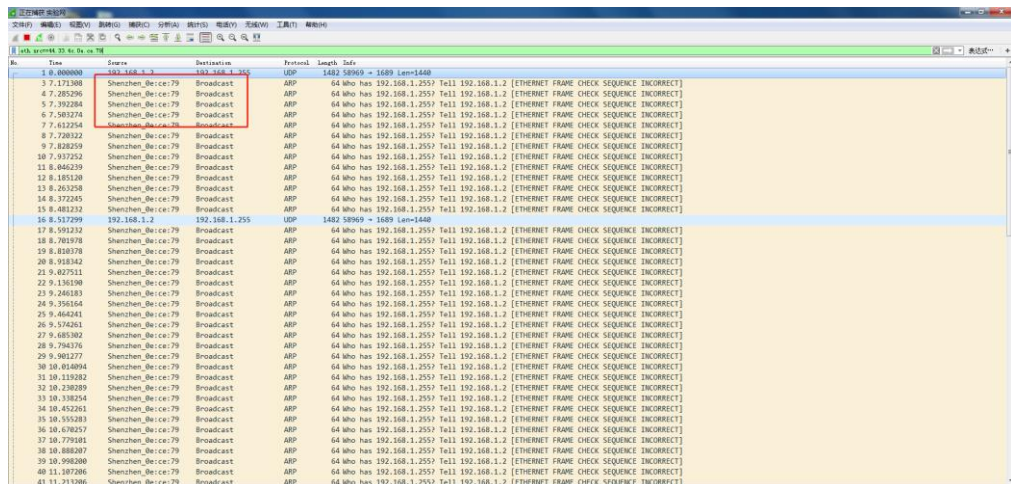 正在捕获 实验网
文件(F) 编辑(E) 视图(V) 跳转(G) 捕获(C) 分析(A) 统计(S) 电话(Y) 无线(W) 工具(T) 帮助(H)
表达式…
No. Time Source Destination Protocol Length Info
1 0.000000 192.168.1.2 192.168.1.255 UDP 1482 58969 → 1689 Len=1440
3 7.171308 Shenzhen_0e:ce:79 Broadcast ARP 64 Who has 192.168.1.255? Tell 192.168.1.2 [ETHERNET FRAME CHECK SEQUENCE INCORRECT]
4 7.285296 Shenzhen_0e:ce:79 Broadcast ARP 64 Who has 192.168.1.255? Tell 192.168.1.2 [ETHERNET FRAME CHECK SEQUENCE INCORRECT]
5 7.392284 Shenzhen_0e:ce:79 Broadcast ARP 64 Who has 192.168.1.255? Tell 192.168.1.2 [ETHERNET FRAME CHECK SEQUENCE INCORRECT]
6 7.503274 Shenzhen_0e:ce:79 Broadcast ARP 64 Who has 192.168.1.255? Tell 192.168.1.2 [ETHERNET FRAME CHECK SEQUENCE INCORRECT]
7 7.612254 Shenzhen_0e:ce:79 Broadcast ARP 64 Who has 192.168.1.255? Tell 192.168.1.2 [ETHERNET FRAME CHECK SEQUENCE INCORRECT]
8 7.720322 Shenzhen_0e:ce:79 Broadcast ARP 64 Who has 192.168.1.255? Tell 192.168.1.2 [ETHERNET FRAME CHECK SEQUENCE INCORRECT]
9 7.828259 Shenzhen_0e:ce:79 Broadcast ARP 64 Who has 192.168.1.255? Tell 192.168.1.2 [ETHERNET FRAME CHECK SEQUENCE INCORRECT]
10 7.937252 Shenzhen_0e:ce:79 Broadcast ARP 64 Who has 192.168.1.255? Tell 192.168.1.2 [ETHERNET FRAME CHECK SEQUENCE INCORRECT]
11 8.046239 Shenzhen_0e:ce:79 Broadcast ARP 64 Who has 192.168.1.255? Tell 192.168.1.2 [ETHERNET FRAME CHECK SEQUENCE INCORRECT]
12 8.185120 Shenzhen_0e:ce:79 Broadcast ARP 64 Who has 192.168.1.255? Tell 192.168.1.2 [ETHERNET FRAME CHECK SEQUENCE INCORRECT]
13 8.263258 Shenzhen_0e:ce:79 Broadcast ARP 64 Who has 192.168.1.255? Tell 192.168.1.2 [ETHERNET FRAME CHECK SEQUENCE INCORRECT]
14 8.372245 Shenzhen_0e:ce:79 Broadcast ARP 64 Who has 192.168.1.255? Tell 192.168.1.2 [ETHERNET FRAME CHECK SEQUENCE INCORRECT]
15 8.481232 Shenzhen_0e:ce:79 Broadcast ARP 64 Who has 192.168.1.255? Tell 192.168.1.2 [ETHERNET FRAME CHECK SEQUENCE INCORRECT]
16 8.517299 192.168.1.2 192.168.1.255 UDP 1482 58969 → 1689 Len=1440
17 8.591232 Shenzhen_0e:ce:79 Broadcast ARP 64 Who has 192.168.1.255? Tell 192.168.1.2 [ETHERNET FRAME CHECK SEQUENCE INCORRECT]
18 8.701978 Shenzhen_0e:ce:79 Broadcast ARP 64 Who has 192.168.1.255? Tell 192.168.1.2 [ETHERNET FRAME CHECK SEQUENCE INCORRECT]
19 8.810378 Shenzhen_0e:ce:79 Broadcast ARP 64 Who has 192.168.1.255? Tell 192.168.1.2 [ETHERNET FRAME CHECK SEQUENCE INCORRECT]
20 8.918342 Shenzhen_0e:ce:79 Broadcast ARP 64 Who has 192.168.1.255? Tell 192.168.1.2 [ETHERNET FRAME CHECK SEQUENCE INCORRECT]
21 9.027511 Shenzhen_0e:ce:79 Broadcast ARP 64 Who has 192.168.1.255? Tell 192.168.1.2 [ETHERNET FRAME CHECK SEQUENCE INCORRECT]
22 9.136190 Shenzhen_0e:ce:79 Broadcast ARP 64 Who has 192.168.1.255? Tell 192.168.1.2 [ETHERNET FRAME CHECK SEQUENCE INCORRECT]
23 9.246183 Shenzhen_0e:ce:79 Broadcast ARP 64 Who has 192.168.1.255? Tell 192.168.1.2 [ETHERNET FRAME CHECK SEQUENCE INCORRECT]
24 9.356164 Shenzhen_0e:ce:79 Broadcast ARP 64 Who has 192.168.1.255? Tell 192.168.1.2 [ETHERNET FRAME CHECK SEQUENCE INCORRECT]
25 9.464241 Shenzhen_0e:ce:79 Broadcast ARP 64 Who has 192.168.1.255? Tell 192.168.1.2 [ETHERNET FRAME CHECK SEQUENCE INCORRECT]
26 9.574261 Shenzhen_0e:ce:79 Broadcast ARP 64 Who has 192.168.1.255? Tell 192.168.1.2 [ETHERNET FRAME CHECK SEQUENCE INCORRECT]
27 9.685302 Shenzhen_0e:ce:79 Broadcast ARP 64 Who has 192.168.1.255? Tell 192.168.1.2 [ETHERNET FRAME CHECK SEQUENCE INCORRECT]
28 9.794376 Shenzhen_0e:ce:79 Broadcast ARP 64 Who has 192.168.1.255? Tell 192.168.1.2 [ETHERNET FRAME CHECK SEQUENCE INCORRECT]
29 9.901277 Shenzhen_0e:ce:79 Broadcast ARP 64 Who has 192.168.1.255? Tell 192.168.1.2 [ETHERNET FRAME CHECK SEQUENCE INCORRECT]
30 10.014094 Shenzhen_0e:ce:79 Broadcast ARP 64 Who has 192.168.1.255? Tell 192.168.1.2 [ETHERNET FRAME CHECK SEQUENCE INCORRECT]
31 10.119282 Shenzhen_0e:ce:79 Broadcast ARP 64 Who has 192.168.1.255? Tell 192.168.1.2 [ETHERNET FRAME CHECK SEQUENCE INCORRECT]
32 10.230289 Shenzhen_0e:ce:79 Broadcast ARP 64 Who has 192.168.1.255? Tell 192.168.1.2 [ETHERNET FRAME CHECK SEQUENCE INCORRECT]
33 10.338254 Shenzhen_0e:ce:79 Broadcast ARP 64 Who has 192.168.1.255? Tell 192.168.1.2 [ETHERNET FRAME CHECK SEQUENCE INCORRECT]
34 10.452261 Shenzhen_0e:ce:79 Broadcast ARP 64 Who has 192.168.1.255? Tell 192.168.1.2 [ETHERNET FRAME CHECK SEQUENCE INCORRECT]
35 10.555283 Shenzhen_0e:ce:79 Broadcast ARP 64 Who has 192.168.1.255? Tell 192.168.1.2 [ETHERNET FRAME CHECK SEQUENCE INCORRECT]
36 10.670257 Shenzhen_0e:ce:79 Broadcast ARP 64 Who has 192.168.1.255? Tell 192.168.1.2 [ETHERNET FRAME CHECK SEQUENCE INCORRECT]
37 10.779101 Shenzhen_0e:ce:79 Broadcast ARP 64 Who has 192.168.1.255? Tell 192.168.1.2 [ETHERNET FRAME CHECK SEQUENCE INCORRECT]
38 10.888207 Shenzhen_0e:ce:79 Broadcast ARP 64 Who has 192.168.1.255? Tell 192.168.1.2 [ETHERNET FRAME CHECK SEQUENCE INCORRECT]
39 10.998200 Shenzhen_0e:ce:79 Broadcast ARP 64 Who has 192.168.1.255? Tell 192.168.1.2 [ETHERNET FRAME CHECK SEQUENCE INCORRECT]
40 11.107206 Shenzhen_0e:ce:79 Broadcast ARP 64 Who has 192.168.1.255? Tell 192.168.1.2 [ETHERNET FRAME CHECK SEQUENCE INCORRECT]
41 11.213206 Shenzhen_0e:ce:79 Broadcast ARP 64 Who has 192.168.1.255? Tell 192.168.1.2 [ETHERNET FRAME CHECK SEQUENCE INCORRECT]